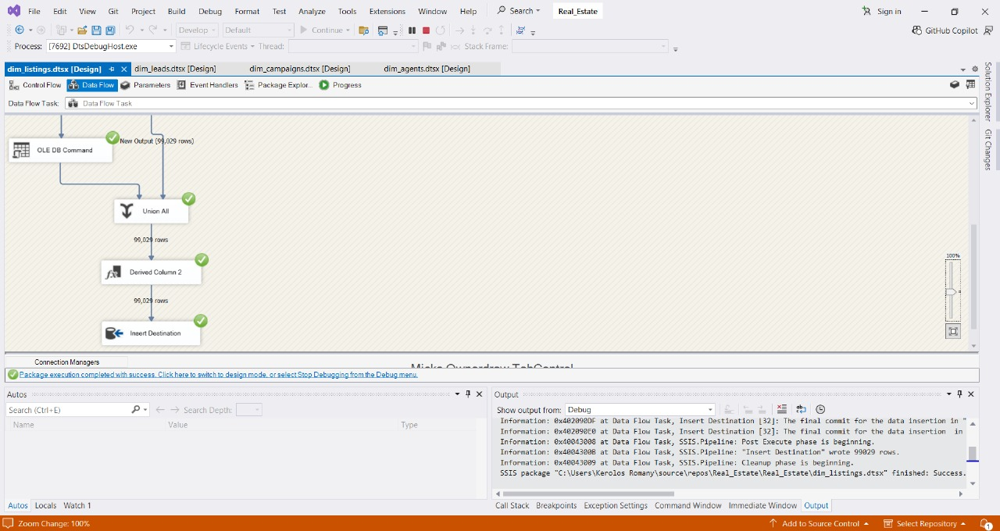 File Edit View Git Project Build Debug Format Test Analyze Tools Extensions Window Help Search Real_Estate Sign in
Develop Default Continue GitHub Copilot
Process: [7692] DtsDebugHost.exe Lifecycle Events Thread: Stack Frame:
dim_listings.dtsx [Design] dim_leads.dtsx [Design] dim_campaigns.dtsx [Design] dim_agents.dtsx [Design]
Control Flow Data Flow Parameters Event Handlers Package Explor... Progress
Data Flow Task: Data Flow Task
Solution Explorer
Git Changes
New Output (99,029 rows)
OLE DB Command
Union All
99,029 rows
100%
Derived Column 2
99,029 rows
Insert Destination
Connection Managers
Package execution completed with success. Click here to switch to design mode, or select Stop Debugging from the Debug menu.
Autos
Search (Ctrl+E) Search Depth:
Name Value Type
Autos Locals Watch 1
Output
Show output from: Debug
Information: 0x402090DF at Data Flow Task, Insert Destination [32]: The final commit for the data insertion in "
Information: 0x402090E0 at Data Flow Task, Insert Destination [32]: The final commit for the data insertion in
Information: 0x40043008 at Data Flow Task, SSIS.Pipeline: Post Execute phase is beginning.
Information: 0x4004300B at Data Flow Task, SSIS.Pipeline: "Insert Destination" wrote 99029 rows.
Information: 0x40043009 at Data Flow Task, SSIS.Pipeline: Cleanup phase is beginning.
SSIS package "C:\Users\Kerolos Romany\source\repos\Real_Estate\Real_Estate\dim_listings.dtsx" finished: Success.
Call Stack Breakpoints Exception Settings Command Window Immediate Window Output
Zoom Change: 100% Add to Source Control Select Repository 1